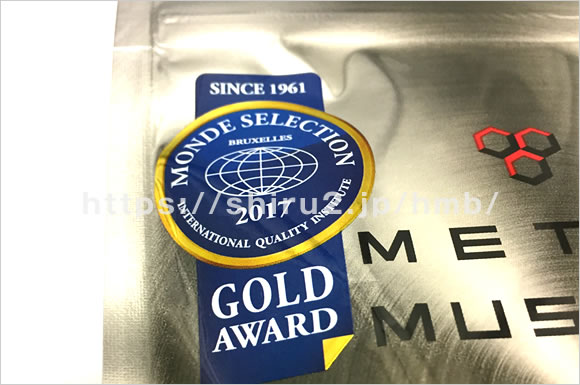 SINCE 1961
MONDE SELECTION
BRUXELLES
2017
INTERNATIONAL QUALITY INSTITUTE
GOLD
AWARD
MET
MUS
https://shiru2.jp/hmb/